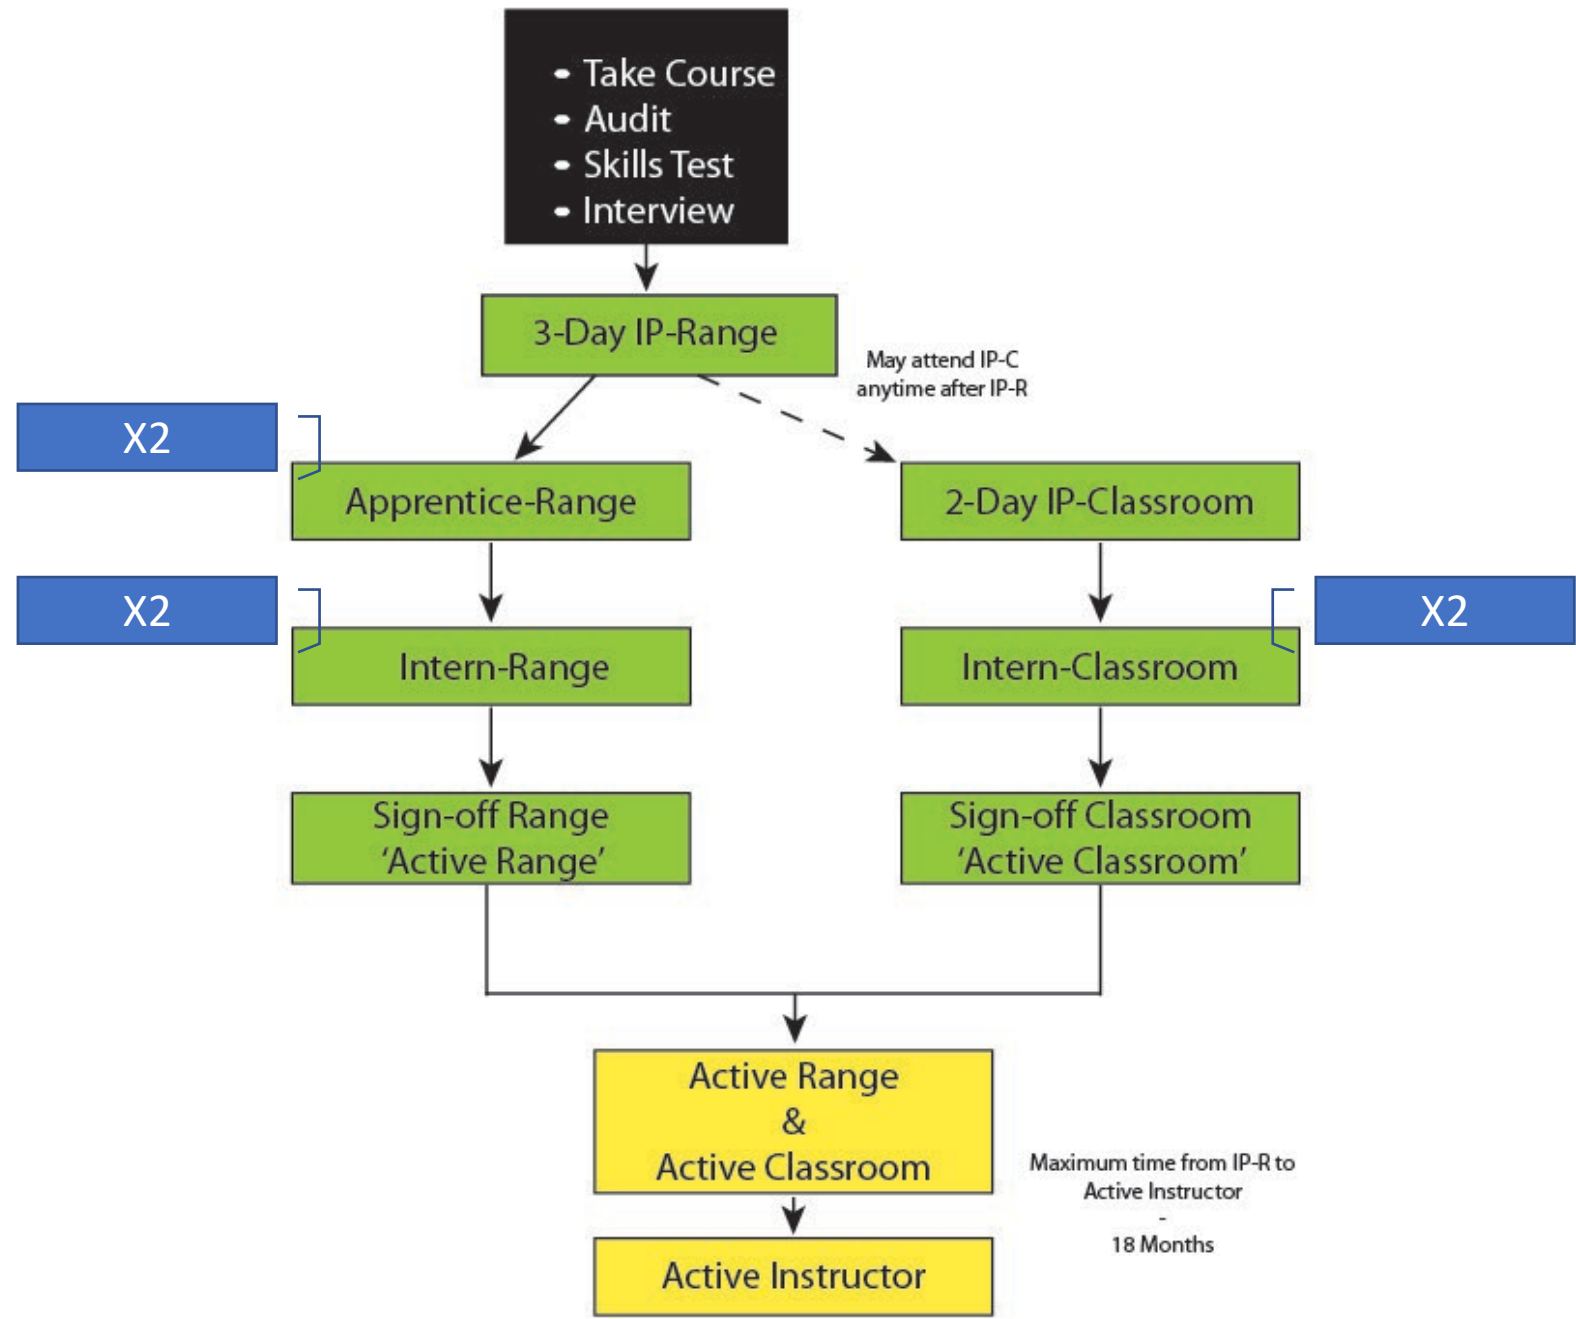 • Take Course
• Audit
• Skills Test
• Interview
3-Day IP-Range
May attend IP-C
anytime after IP-R
X2
Apprentice-Range
2-Day IP-Classroom
X2
Intern-Range
Intern-Classroom
X2
Sign-off Range
‘Active Range’
Sign-off Classroom
‘Active Classroom’
Active Range
&
Active Classroom
Maximum time from IP-R to
Active Instructor
-
18 Months
Active Instructor